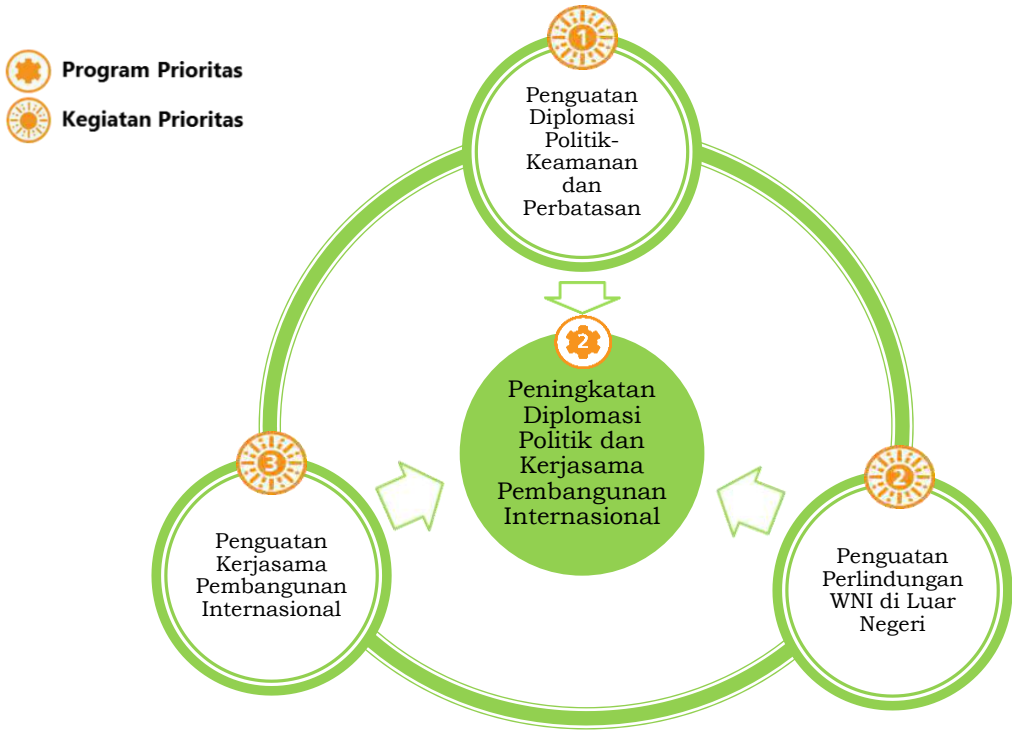 Program Prioritas
Kegiatan Prioritas
1
Penguatan
Diplomasi
Politik-
Keamanan
dan
Perbatasan
2
Peningkatan
Diplomasi
Politik dan
Kerjasama
Pembangunan
Internasional
3
Penguatan
Kerjasama
Pembangunan
Internasional
2
Penguatan
Perlindungan
WNI di Luar
Negeri